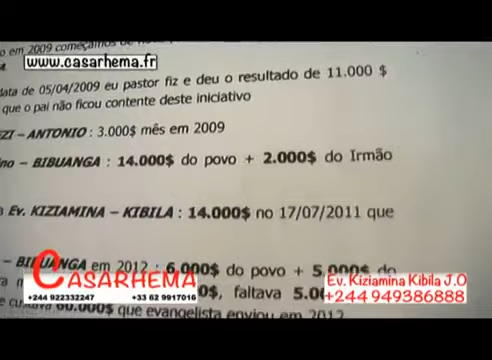 o em 2009 começámos
www.casarhema.fr
data de 05/04/2009 eu pastor fiz e deu o resultado de 11.000 $
que o pai não ficou contente deste iniciativo
ZI – ANTONIO : 3.000$ mês em 2009
no – BIBUANGA : 14.000$ do povo + 2.000$ do Irmão
Ev. KIZIAMINA – KIBILA : 14.000$ no 17/07/2011 que
– BIBUANGA em 2012 : 6.000$ do povo + 5.000$ do
0$, faltava 5.0
60.000$ que evangelista enviou em 2012
CASARHEMA
+244 922332247 +33 62 9917016
Ev. Kiziamina Kibila J.O
+244 949386888